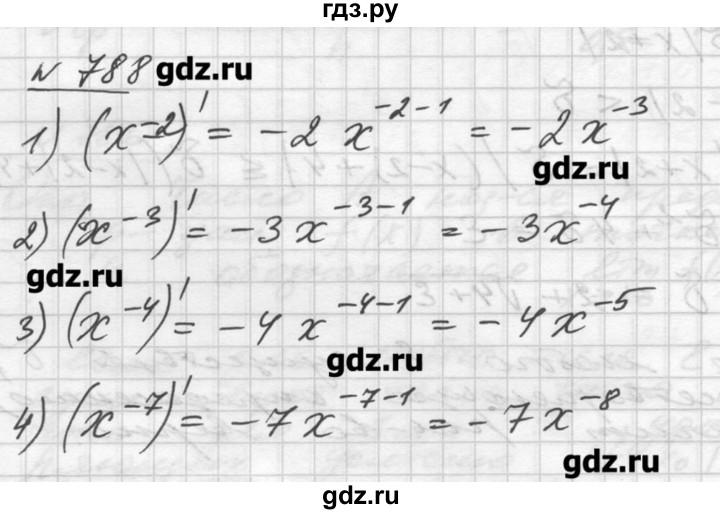 гдз.ру
№ 788 gdz.ru
1) (x⁻²)' = -2 x⁻²⁻¹ = -2x⁻³
gdz.ru
2) (x⁻³)' = -3x⁻³⁻¹ = -3x⁻⁴
gdz.ru
3) (x⁻⁴)' = -4x⁻⁴⁻¹ = -4x⁻⁵
gdz.ru
4) (x⁻⁷)' = -7x⁻⁷⁻¹ = -7x⁻⁸
gdz.ru
gdz.ru